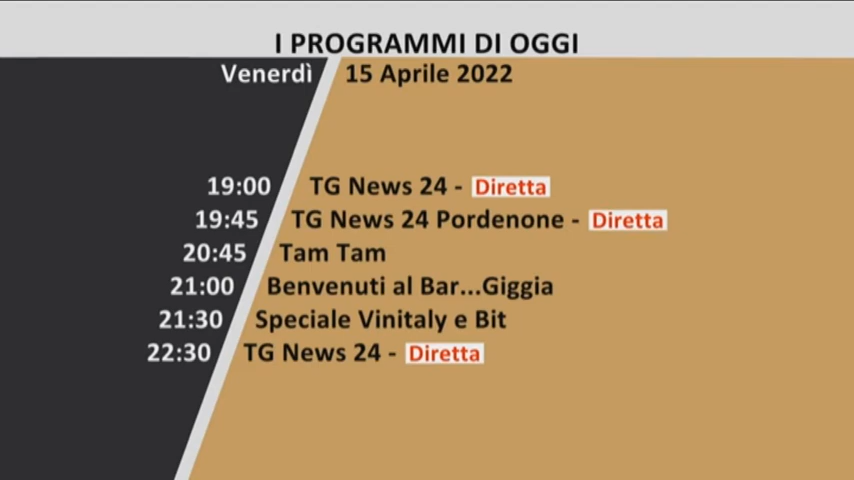 I PROGRAMMI DI OGGI
Venerdì 15 Aprile 2022
19:00 TG News 24 - Diretta
19:45 TG News 24 Pordenone - Diretta
20:45 Tam Tam
21:00 Benvenuti al Bar...Giggia
21:30 Speciale Vinitaly e Bit
22:30 TG News 24 - Diretta